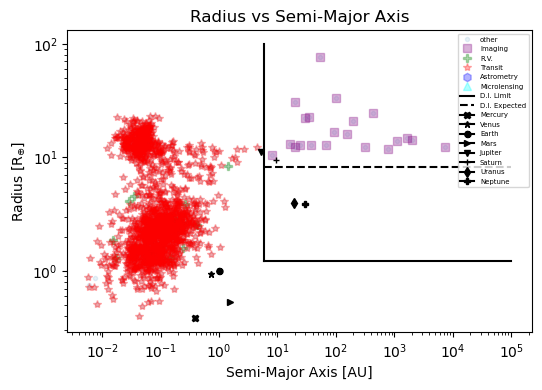 Radius vs Semi-Major Axis
Radius [R⊕]
10²
10¹
10⁰
other
Imaging
R.V.
Transit
Astrometry
Microlensing
D.I. Limit
D.I. Expected
Mercury
Venus
Earth
Mars
Jupiter
Saturn
Uranus
Neptune
10⁻² 10⁻¹ 10⁰ 10¹ 10² 10³ 10⁴ 10⁵
Semi-Major Axis [AU]